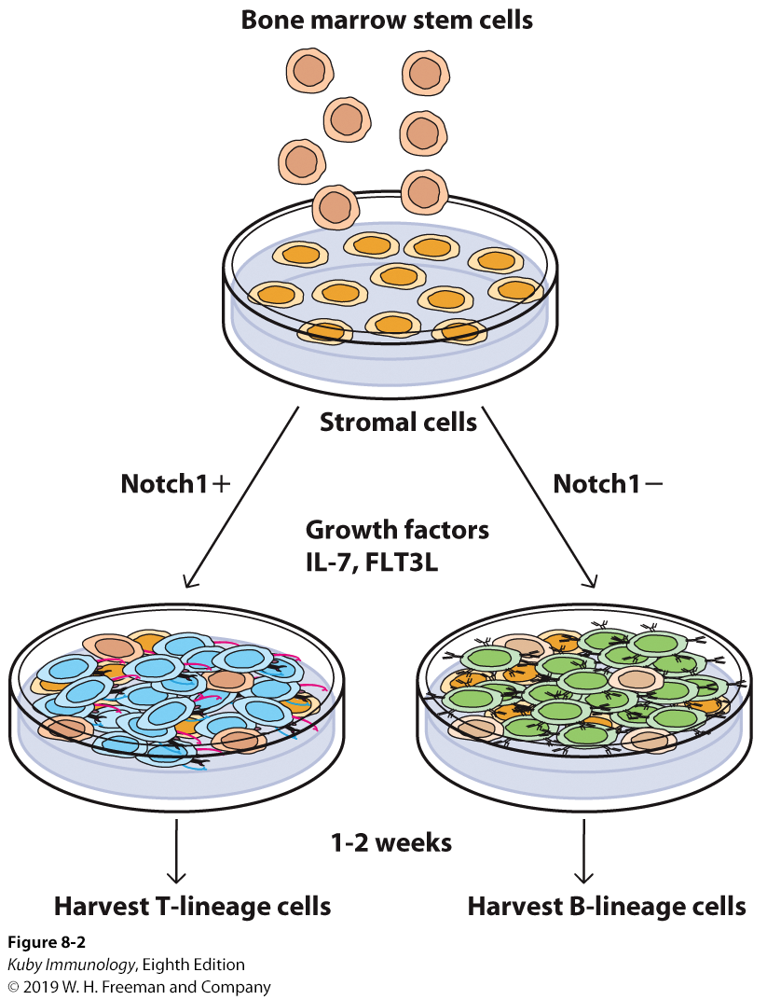 Bone marrow stem cells
Stromal cells
Notch1+
Notch1−
Growth factors
IL-7, FLT3L
1-2 weeks
Harvest T-lineage cells
Harvest B-lineage cells
Figure 8-2
Kuby Immunology, Eighth Edition
© 2019 W. H. Freeman and Company